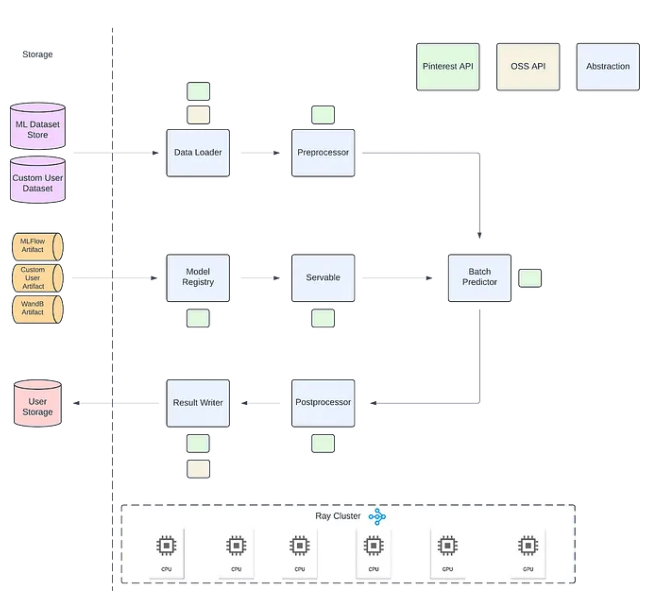 Storage
Pinterest API
OSS API
Abstraction
ML Dataset
Store
Custom User
Dataset
Data Loader
Preprocessor
MLFlow
Artifact
Custom
User
Artifact
WandB
Artifact
Model
Registry
Servable
Batch
Predictor
User
Storage
Result Writer
Postprocessor
Ray Cluster
CPU
CPU
CPU
CPU
GPU
GPU